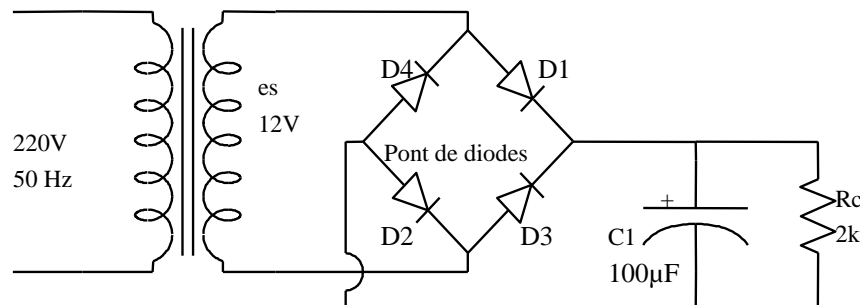 220V
50 Hz
es
12V
D4
D1
Pont de diodes
D2
D3
+
C1
100µF
Rc
2k